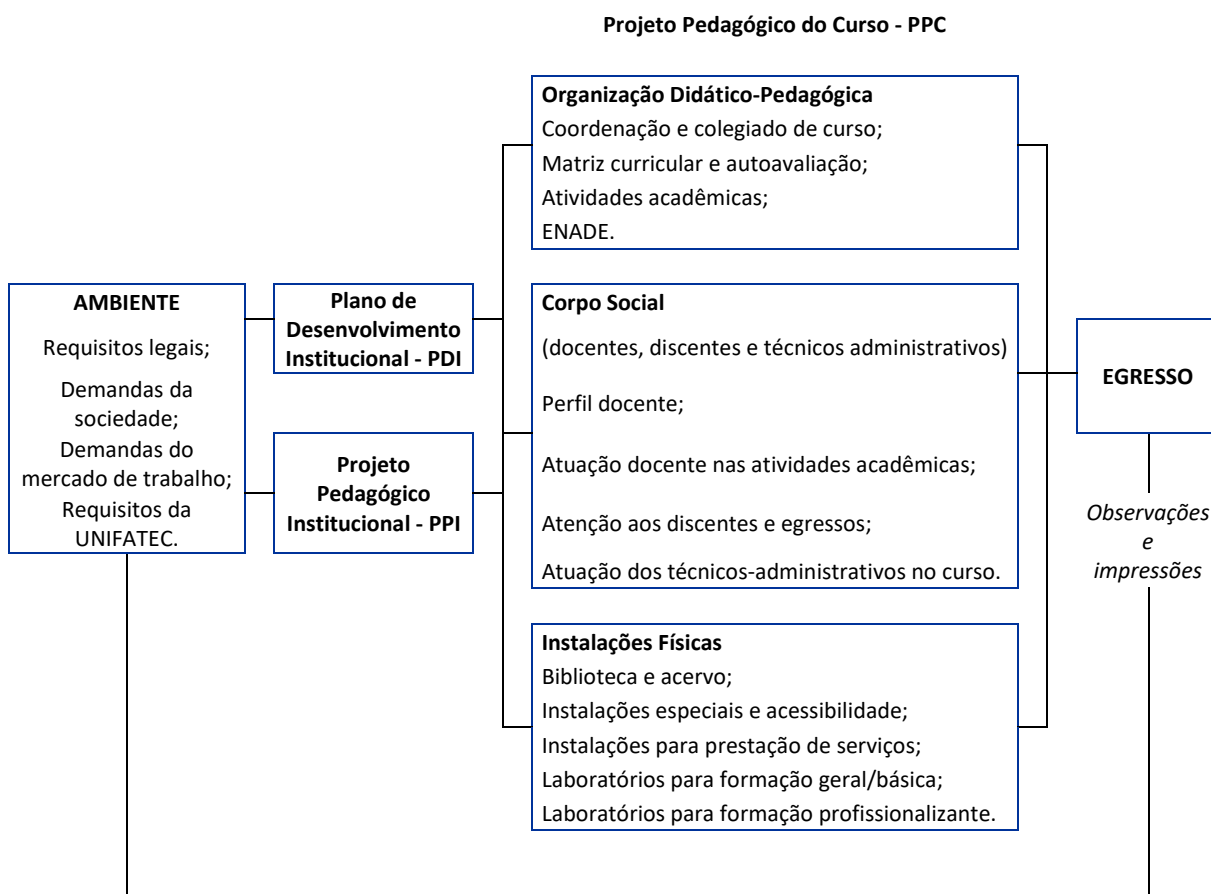 Projeto Pedagógico do Curso - PPC
AMBIENTE
Requisitos legais;
Demandas da
sociedade;
Demandas do
mercado de trabalho;
Requisitos da
UNIFATEC.
Plano de
Desenvolvimento
Institucional - PDI
Projeto
Pedagógico
Institucional - PPI
Organização Didático-Pedagógica
Coordenação e colegiado de curso;
Matriz curricular e autoavaliação;
Atividades acadêmicas;
ENADE.
Corpo Social
(docentes, discentes e técnicos administrativos)
Perfil docente;
Atuação docente nas atividades acadêmicas;
Atenção aos discentes e egressos;
Atuação dos técnicos-administrativos no curso.
Instalações Físicas
Biblioteca e acervo;
Instalações especiais e acessibilidade;
Instalações para prestação de serviços;
Laboratórios para formação geral/básica;
Laboratórios para formação profissionalizante.
EGRESSO
Observações
e
impressões